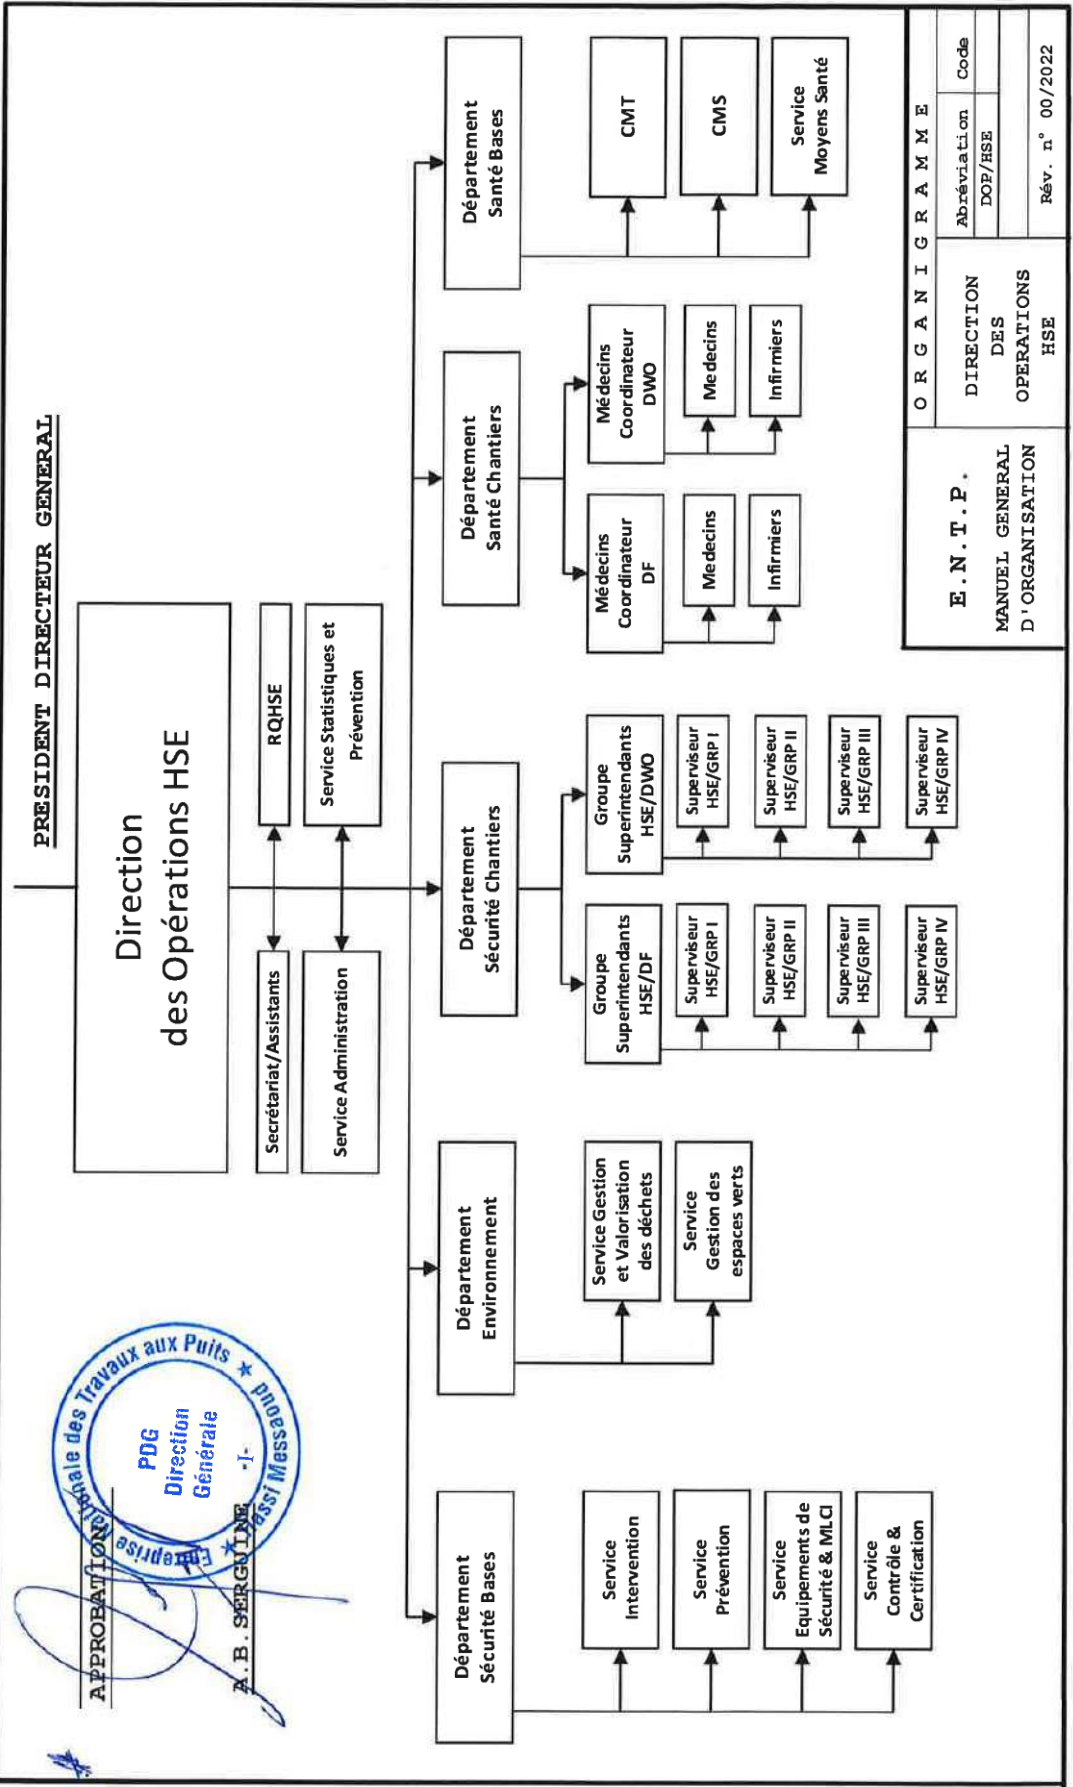 PRESIDENT DIRECTEUR GENERAL
APPROBATION
A.B.SERGUINE
Entreprise Nationale des Travaux aux Puits ★ Hassi Messaoud ★
PDG
Direction
Générale
-I-
Direction
des Opérations HSE
Secrétariat/Assistants
RQHSE
Service Administration
Service Statistiques et
Prévention
Département
Sécurité Bases
Service
Intervention
Service
Prévention
Service
Equipements de
Sécurité & MLCI
Service
Contrôle &
Certification
Département
Environnement
Service Gestion
et Valorisation
des déchets
Service
Gestion des
espaces verts
Département
Sécurité Chantiers
Groupe
Superintendants
HSE/DF
Superviseur
HSE/GRP I
Superviseur
HSE/GRP II
Superviseur
HSE/GRP III
Superviseur
HSE/GRP IV
Groupe
Superintendants
HSE/DWO
Superviseur
HSE/GRP I
Superviseur
HSE/GRP II
Superviseur
HSE/GRP III
Superviseur
HSE/GRP IV
Département
Santé Chantiers
Médecins
Coordinateur
DF
Medecins
Infirmiers
Médecins
Coordinateur
DWO
Medecins
Infirmiers
Département
Santé Bases
CMT
CMS
Service
Moyens Santé
E.N.T.P.
MANUEL GENERAL
D'ORGANISATION
ORGANIGRAMME
DIRECTION
DES
OPERATIONS
HSE
Abréviation
Code
DOP/HSE
Rév. n° 00/2022